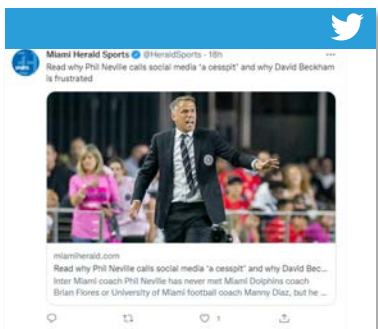 Miami Herald Sports @HeraldSports · 18h
Read why Phil Neville calls social media "a cesspit" and why David Beckham
is frustrated
miamiherald.com
Read why Phil Neville calls social media "a cesspit" and why David Bec...
Inter Miami coach Phil Neville has never met Miami Dolphins coach
Brian Flores or University of Miami football coach Manny Diaz, but he ...
1